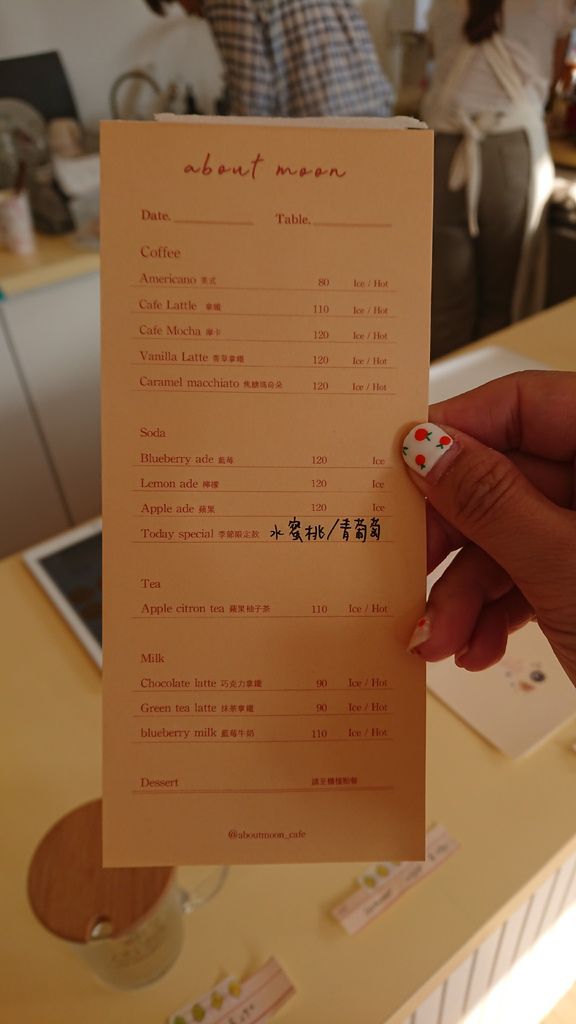 about moon
Date. Table.
Coffee
Americano 美式 80 Ice / Hot
Cafe Lattle 拿鐵 110 Ice / Hot
Cafe Mocha 摩卡 120 Ice / Hot
Vanilla Latte 香草拿鐵 120 Ice / Hot
Caramel macchiato 焦糖瑪奇朵 120 Ice / Hot
Soda
Blueberry ade 藍莓 120 Ice
Lemon ade 檸檬 120 Ice
Apple ade 蘋果 120 Ice
Today special 季節限定款 水蜜桃/青葡萄
Tea
Apple citron tea 蘋果柚子茶 110 Ice / Hot
Milk
Chocolate latte 巧克力拿鐵 90 Ice / Hot
Green tea latte 抹茶拿鐵 90 Ice / Hot
blueberry milk 藍莓牛奶 110 Ice / Hot
Dessert 請至櫃檯點餐
@aboutmoon_cafe